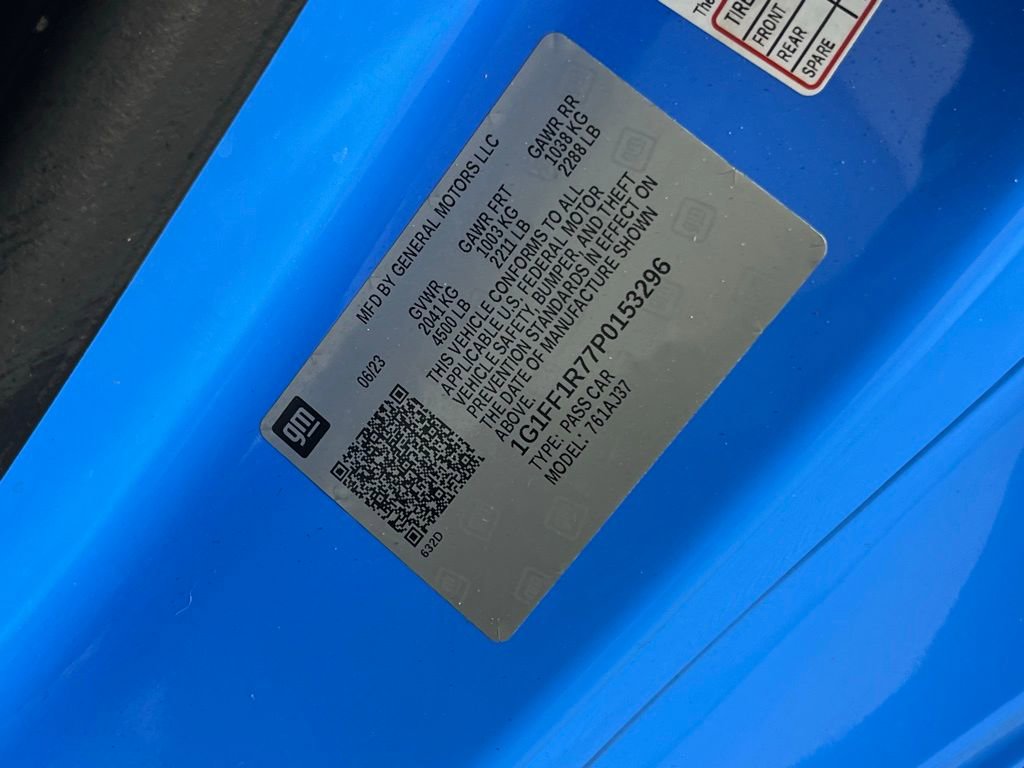 The
TIRE
FRONT
REAR
SPARE
gm
06/23
MFD BY GENERAL MOTORS LLC
GVWR GAWR FRT GAWR RR
2041 KG 1003 KG 1038 KG
4500 LB 2211 LB 2288 LB
THIS VEHICLE CONFORMS TO ALL
APPLICABLE U.S. FEDERAL MOTOR
VEHICLE SAFETY, BUMPER, AND THEFT
PREVENTION STANDARDS IN EFFECT ON
THE DATE OF MANUFACTURE SHOWN
ABOVE.
1G1FF1R77P0153296
TYPE: PASS CAR
MODEL: 761AJ37
632D